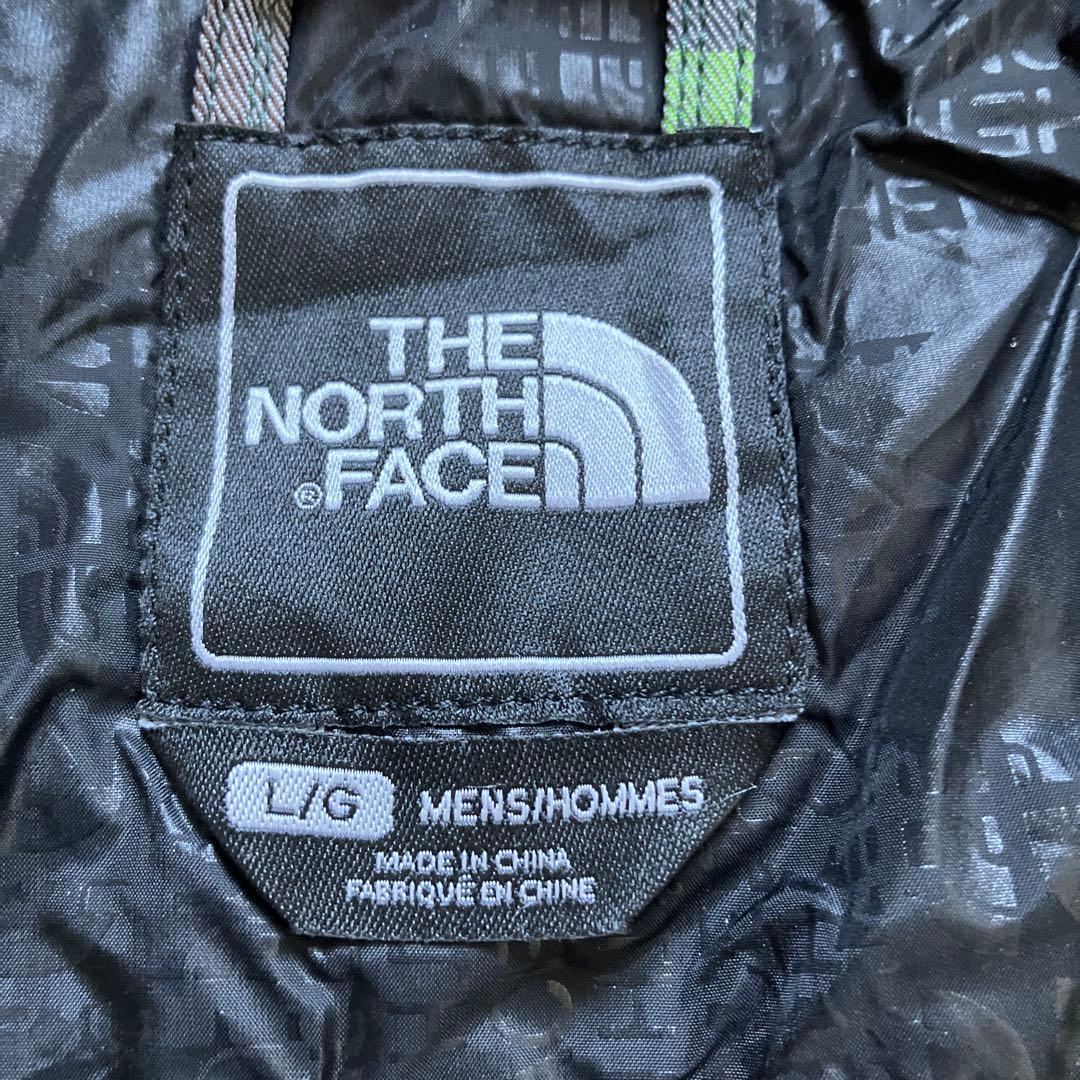 THE
NORTH
®FACE
L/G MENS/HOMMES
MADE IN CHINA
FABRIQUÉ EN CHINE